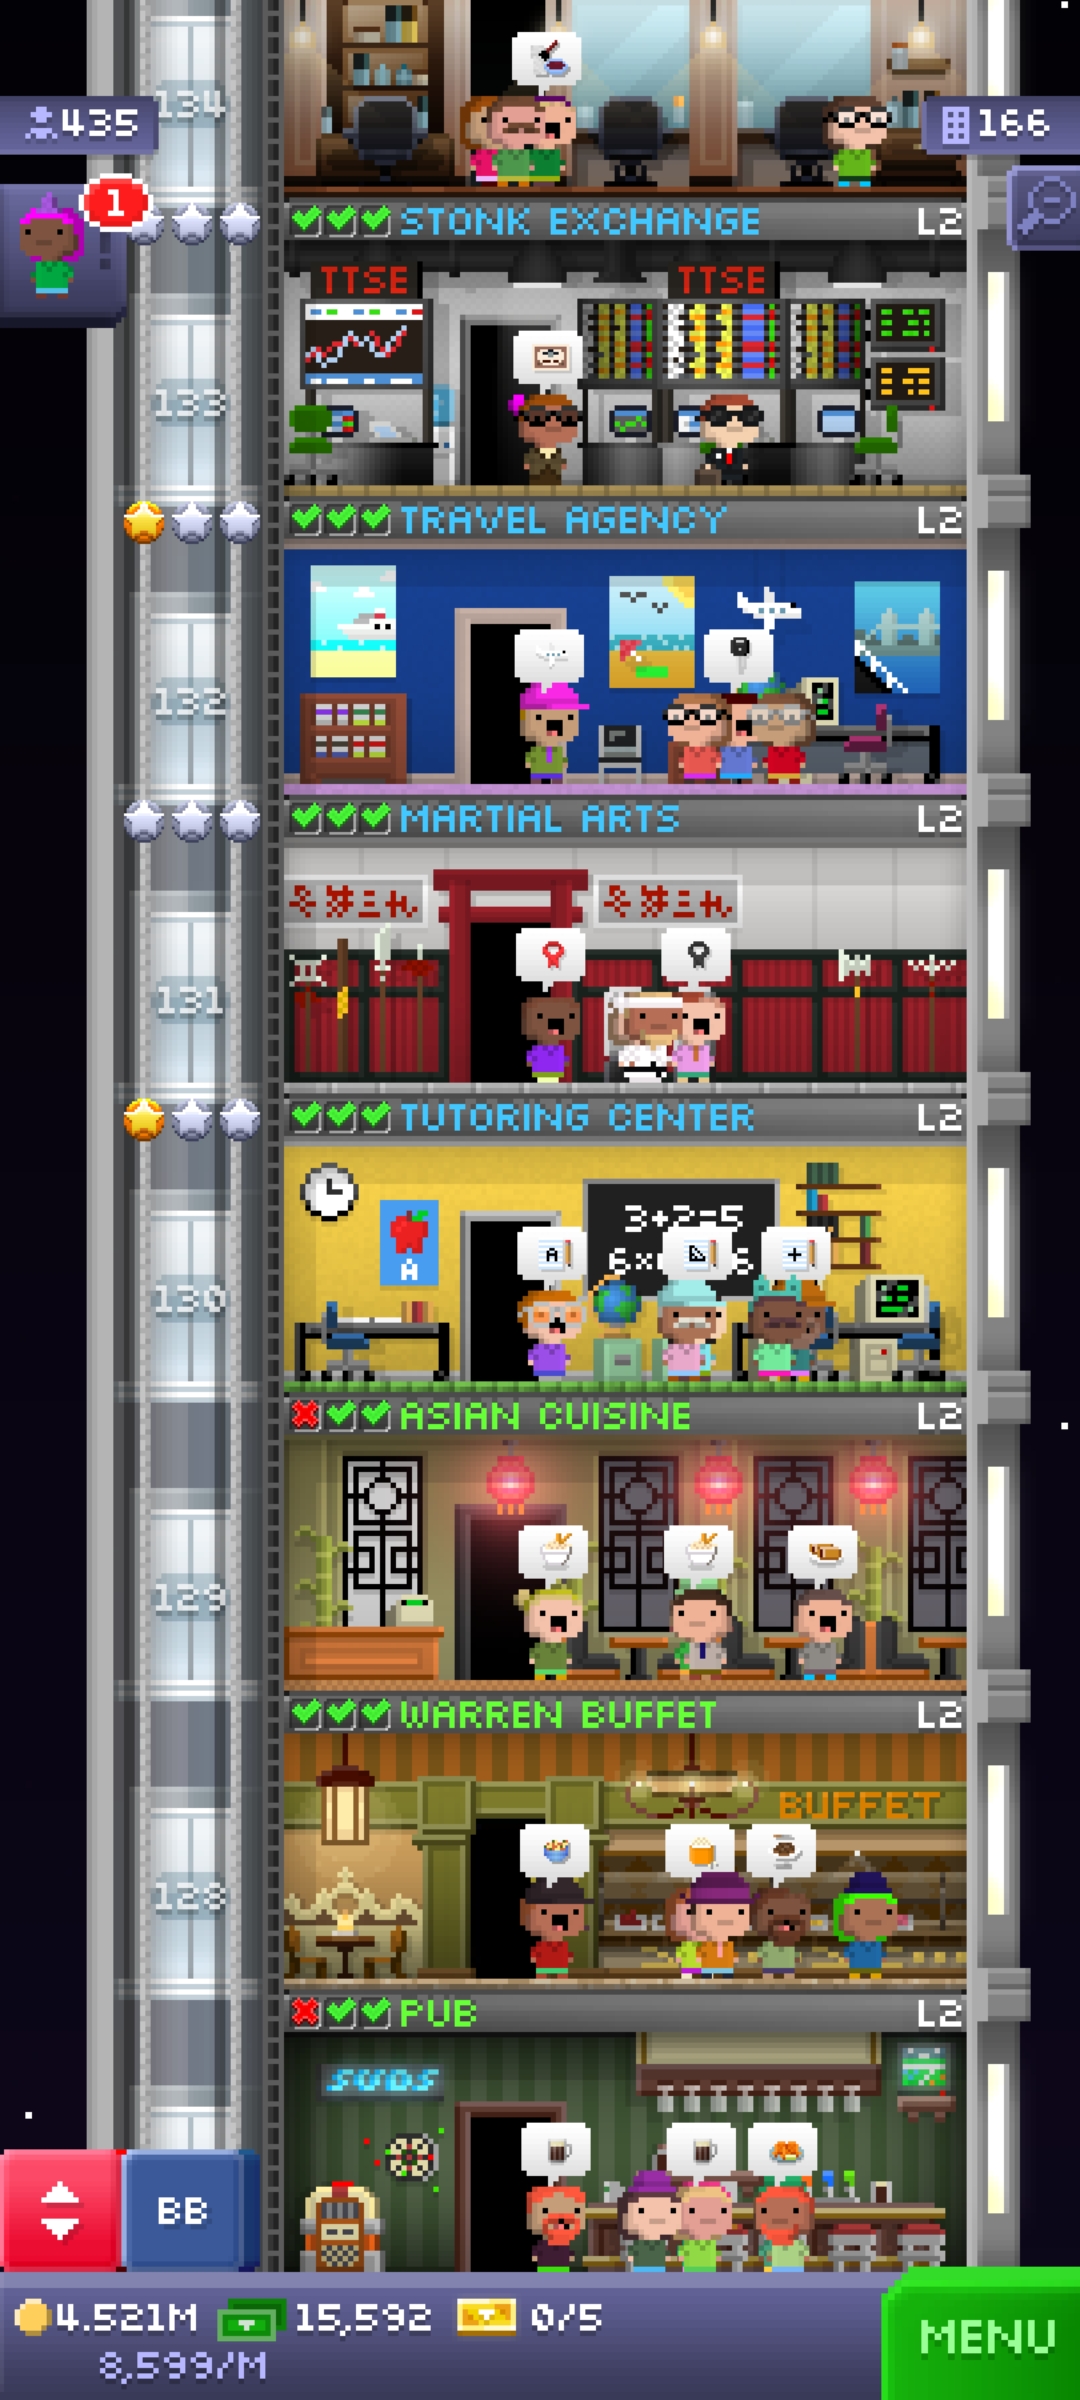 134
435
166
1
STONK EXCHANGE L2
TTSE TTSE
133
TRAVEL AGENCY L2
132
MARTIAL ARTS L2
131
TUTORING CENTER L2
3+2=5
A
A
+
130
ASIAN CUISINE L2
129
WARREN BUFFET L2
BUFFET
128
PUB L2
SUDS
BB
4.521M 15,592 0/5
8,599/M
MENU